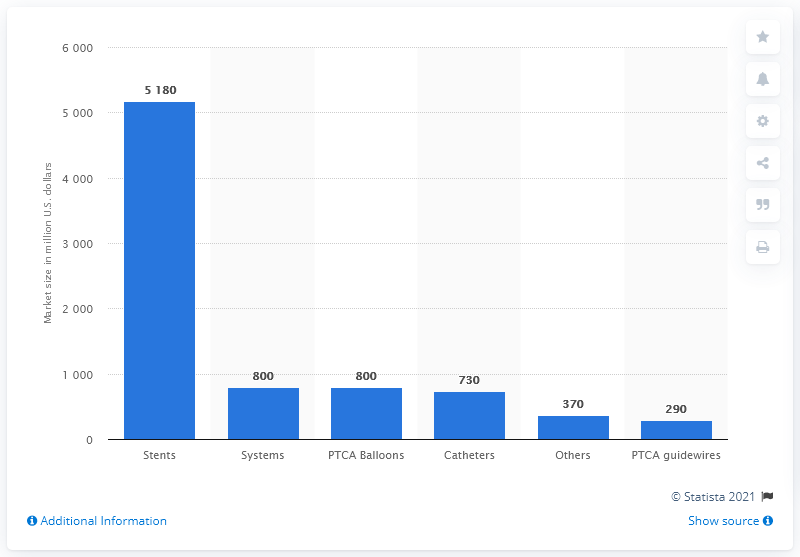 6 000
5 000
4 000
3 000
2 000
1 000
0
Market size in million U.S. dollars
5 180
800
800
730
370
290
Stents
Systems
PTCA Balloons
Catheters
Others
PTCA guidewires
© Statista 2021
Additional Information
Show source